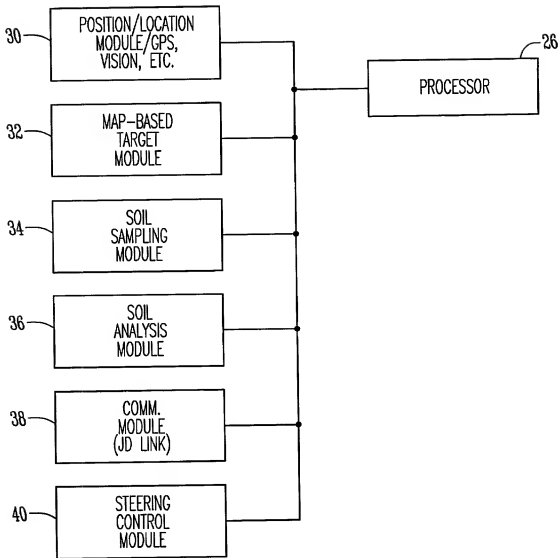 30
POSITION/LOCATION
MODULE/GPS,
VISION, ETC.
26
PROCESSOR
32
MAP-BASED
TARGET
MODULE
34
SOIL
SAMPLING
MODULE
36
SOIL
ANALYSIS
MODULE
38
COMM.
MODULE
(JD LINK)
40
STEERING
CONTROL
MODULE